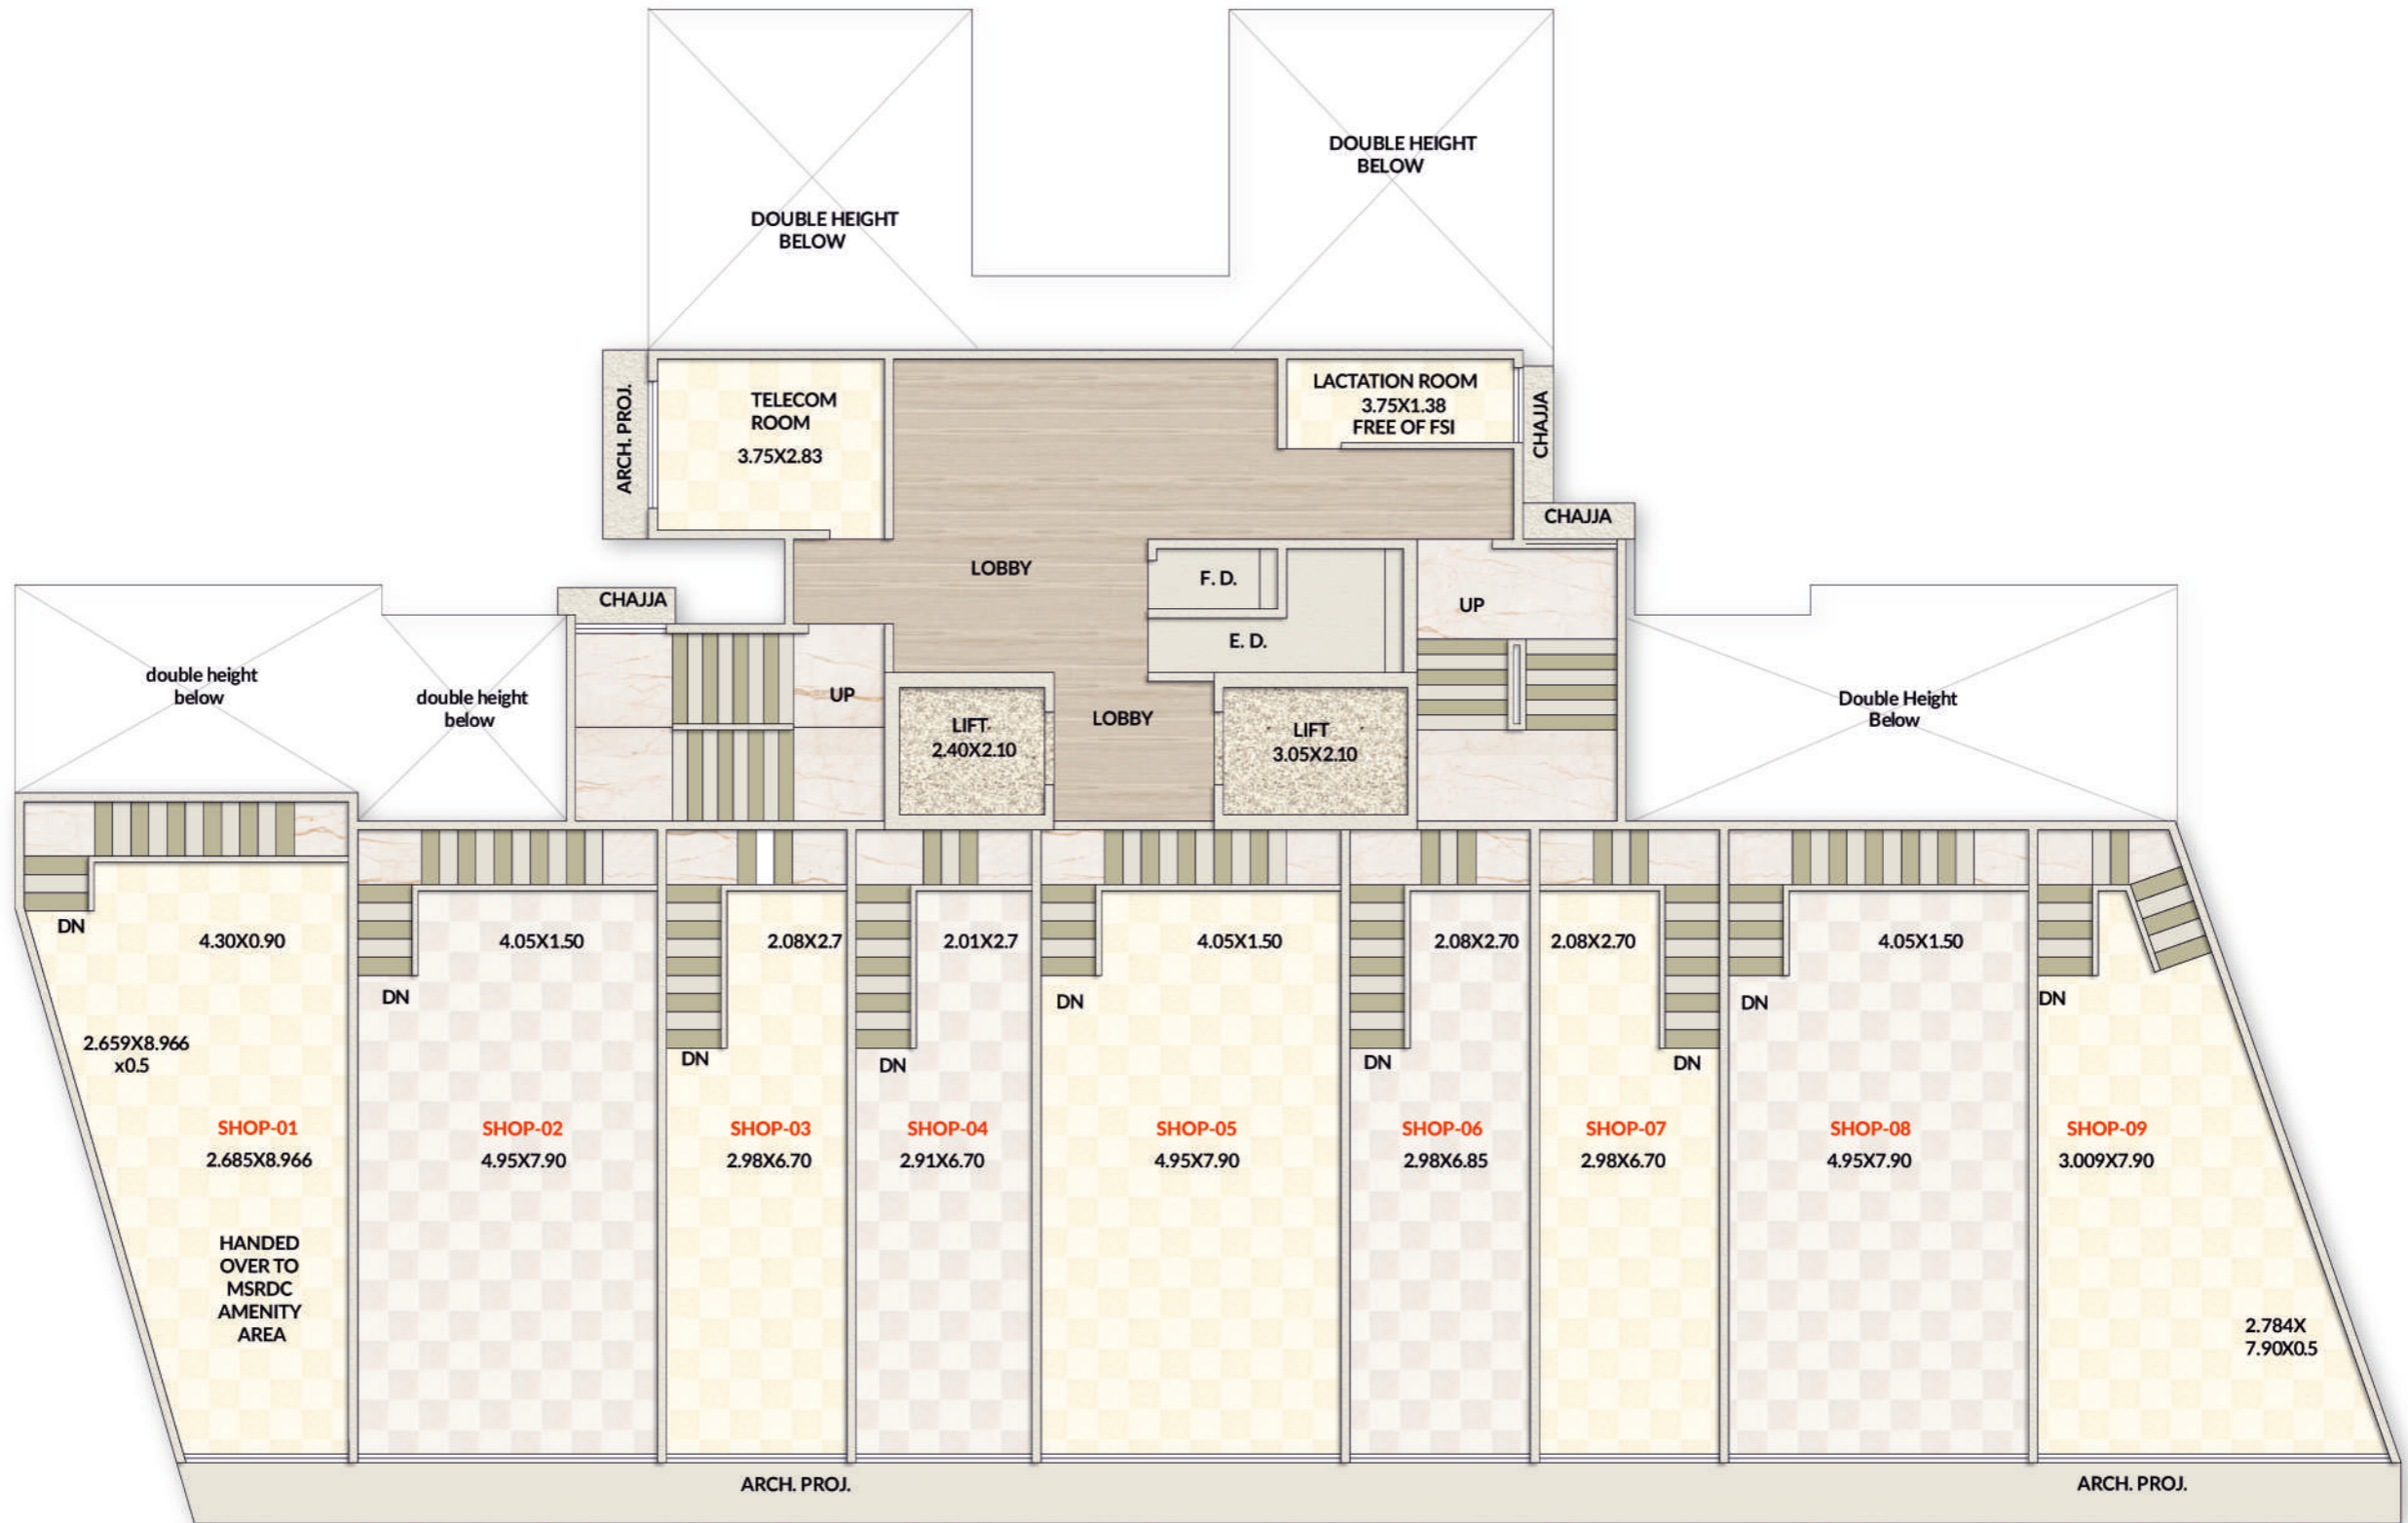 DOUBLE HEIGHT
BELOW
DOUBLE HEIGHT
BELOW
ARCH. PROJ.
TELECOM
ROOM
3.75X2.83
LACTATION ROOM
3.75X1.38
FREE OF FSI
CHAJJA
CHAJJA
LOBBY
F. D.
E. D.
UP
CHAJJA
double height
below
double height
below
UP
LIFT
2.40X2.10
LOBBY
LIFT
3.05X2.10
Double Height
Below
DN
4.30X0.90
2.659X8.966
x0.5
SHOP-01
2.685X8.966
HANDED
OVER TO
MSRDC
AMENITY
AREA
4.05X1.50
DN
SHOP-02
4.95X7.90
2.08X2.7
DN
SHOP-03
2.98X6.70
2.01X2.7
DN
SHOP-04
2.91X6.70
4.05X1.50
DN
SHOP-05
4.95X7.90
2.08X2.70
DN
SHOP-06
2.98X6.85
2.08X2.70
DN
SHOP-07
2.98X6.70
4.05X1.50
DN
SHOP-08
4.95X7.90
DN
SHOP-09
3.009X7.90
2.784X
7.90X0.5
ARCH. PROJ.
ARCH. PROJ.